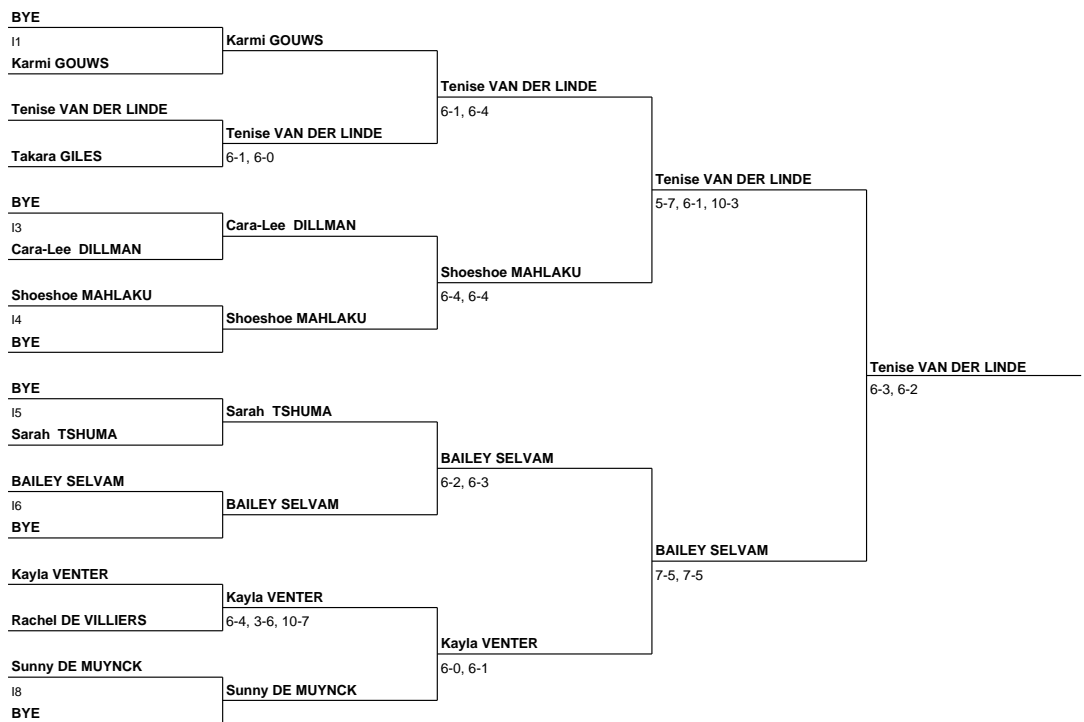 BYE
I1
Karmi GOUWS
Karmi GOUWS
Tenise VAN DER LINDE
6-1, 6-4
Tenise VAN DER LINDE
Tenise VAN DER LINDE
6-1, 6-0
Takara GILES
Tenise VAN DER LINDE
5-7, 6-1, 10-3
BYE
I3
Cara-Lee DILLMAN
Cara-Lee DILLMAN
Shoeshoe MAHLAKU
6-4, 6-4
Shoeshoe MAHLAKU
I4
Shoeshoe MAHLAKU
BYE
Tenise VAN DER LINDE
6-3, 6-2
BYE
I5
Sarah TSHUMA
Sarah TSHUMA
BAILEY SELVAM
6-2, 6-3
BAILEY SELVAM
I6
BAILEY SELVAM
BYE
BAILEY SELVAM
7-5, 7-5
Kayla VENTER
Kayla VENTER
6-4, 3-6, 10-7
Rachel DE VILLIERS
Kayla VENTER
6-0, 6-1
Sunny DE MUYNCK
I8
Sunny DE MUYNCK
BYE